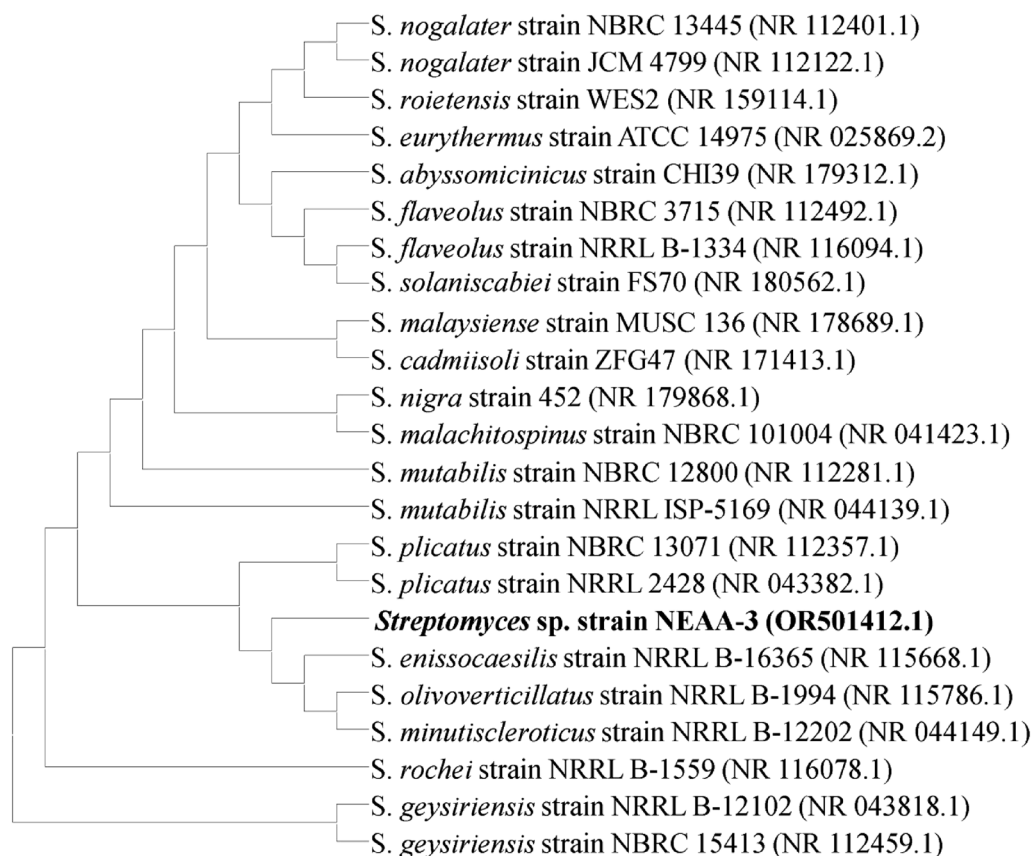 S. nogalater strain NBRC 13445 (NR 112401.1)
S. nogalater strain JCM 4799 (NR 112122.1)
S. roietensis strain WES2 (NR 159114.1)
S. eurythermus strain ATCC 14975 (NR 025869.2)
S. abyssomicinicus strain CHI39 (NR 179312.1)
S. flaveolus strain NBRC 3715 (NR 112492.1)
S. flaveolus strain NRRL B-1334 (NR 116094.1)
S. solaniscabiei strain FS70 (NR 180562.1)
S. malaysiense strain MUSC 136 (NR 178689.1)
S. cadmiisoli strain ZFG47 (NR 171413.1)
S. nigra strain 452 (NR 179868.1)
S. malachitospinus strain NBRC 101004 (NR 041423.1)
S. mutabilis strain NBRC 12800 (NR 112281.1)
S. mutabilis strain NRRL ISP-5169 (NR 044139.1)
S. plicatus strain NBRC 13071 (NR 112357.1)
S. plicatus strain NRRL 2428 (NR 043382.1)
Streptomyces sp. strain NEAA-3 (OR501412.1)
S. enissocaesilis strain NRRL B-16365 (NR 115668.1)
S. olivoverticillatus strain NRRL B-1994 (NR 115786.1)
S. minutiscleroticus strain NRRL B-12202 (NR 044149.1)
S. rochei strain NRRL B-1559 (NR 116078.1)
S. geysiriensis strain NRRL B-12102 (NR 043818.1)
S. geysiriensis strain NBRC 15413 (NR 112459.1)